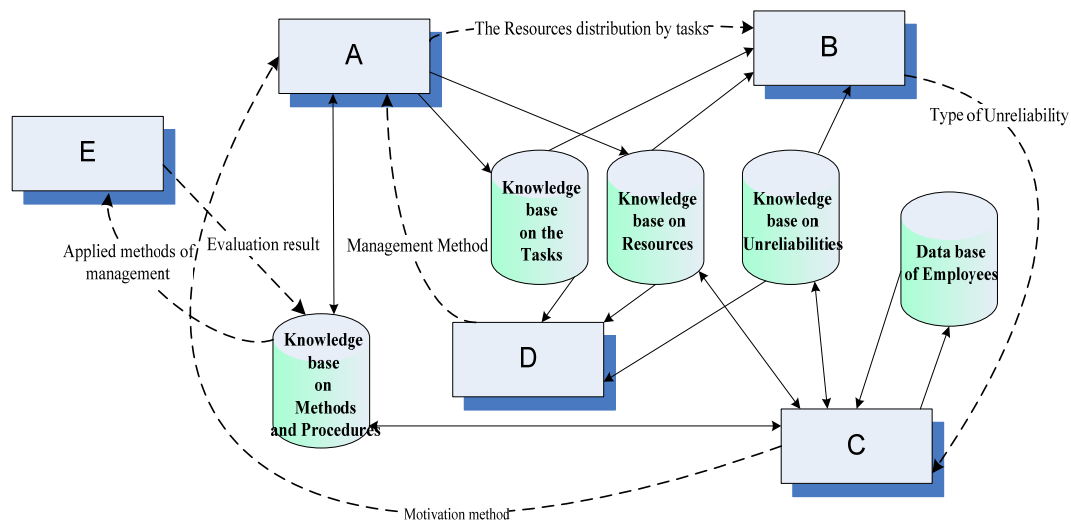 The Resources distribution by tasks
A
B
Type of Unreliability
E
Knowledge
base
on the
Tasks
Knowledge
base on
Resources
Knowledge
base on
Unreliabilities
Data base
of Employees
Applied methods of
management
Evaluation result
Management Method
Knowledge
base
on
Methods
and Procedures
D
C
Motivation method